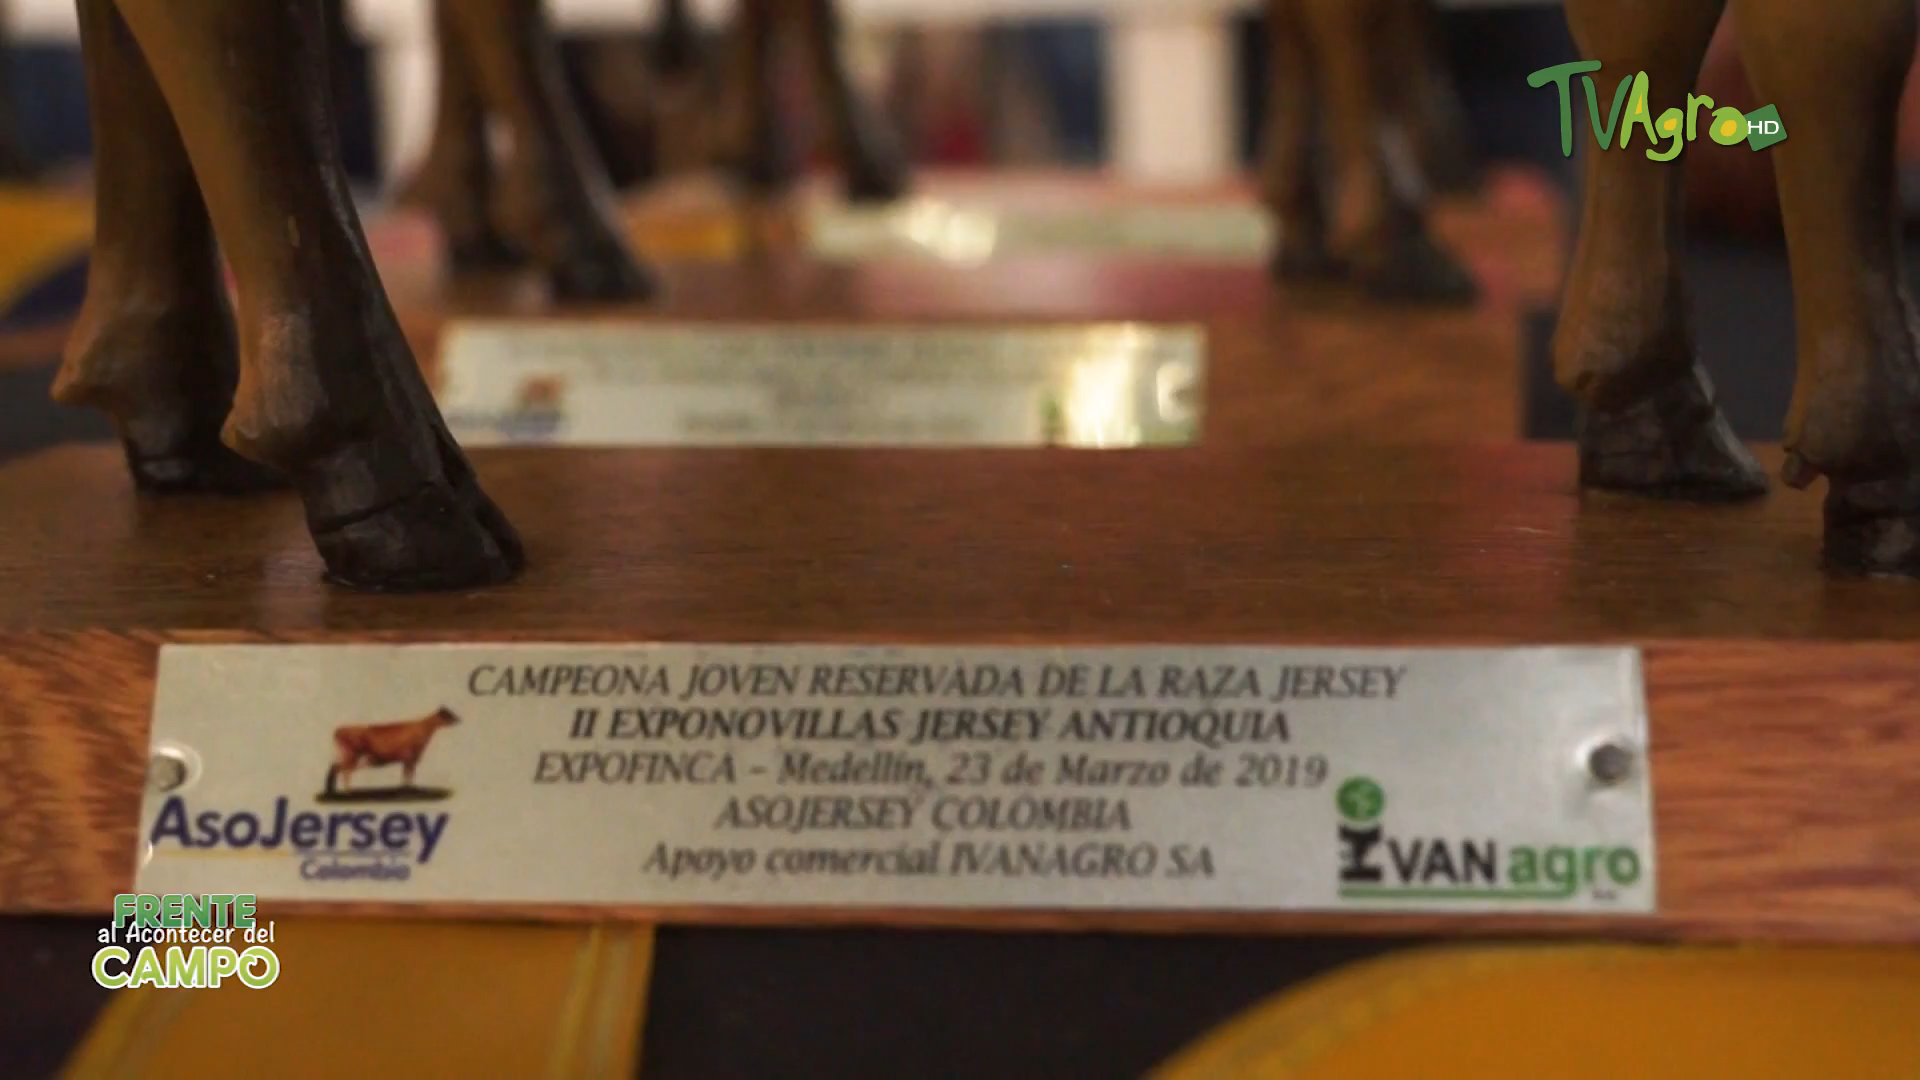 TVAgro HD
CAMPEONA JOVEN RESERVADA DE LA RAZA JERSEY
II EXPONOVILLAS JERSEY ANTIOQUIA
EXPOFINCA - Medellín, 23 de Marzo de 2019
ASOJERSEY COLOMBIA
Apoyo comercial IVANAGRO SA
AsoJersey
Colombia
IVAN agro
FRENTE
al Acontecer del
CAMPO